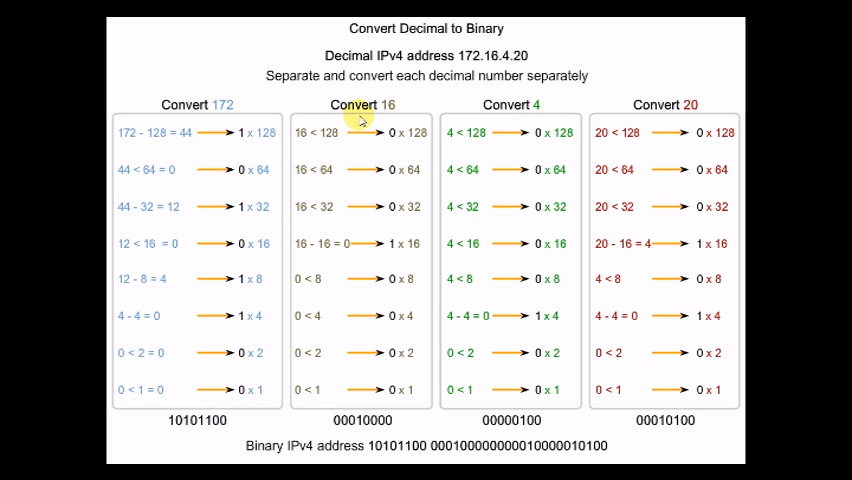 Convert Decimal to Binary
Decimal IPv4 address 172.16.4.20
Separate and convert each decimal number separately
Convert 172
172 - 128 = 44 1 x 128
44 < 64 = 0 0 x 64
44 - 32 = 12 1 x 32
12 < 16 = 0 0 x 16
12 - 8 = 4 1 x 8
4 - 4 = 0 1 x 4
0 < 2 = 0 0 x 2
0 < 1 = 0 0 x 1
10101100
Convert 16
16 < 128 0 x 128
16 < 64 0 x 64
16 < 32 0 x 32
16 - 16 = 0 1 x 16
0 < 8 0 x 8
0 < 4 0 x 4
0 < 2 0 x 2
0 < 1 0 x 1
00010000
Convert 4
4 < 128 0 x 128
4 < 64 0 x 64
4 < 32 0 x 32
4 < 16 0 x 16
4 < 8 0 x 8
4 - 4 = 0 1 x 4
0 < 2 0 x 2
0 < 1 0 x 1
00000100
Convert 20
20 < 128 0 x 128
20 < 64 0 x 64
20 < 32 0 x 32
20 - 16 = 4 1 x 16
4 < 8 0 x 8
4 - 4 = 0 1 x 4
0 < 2 0 x 2
0 < 1 0 x 1
00010100
Binary IPv4 address 10101100 000100000000010000010100